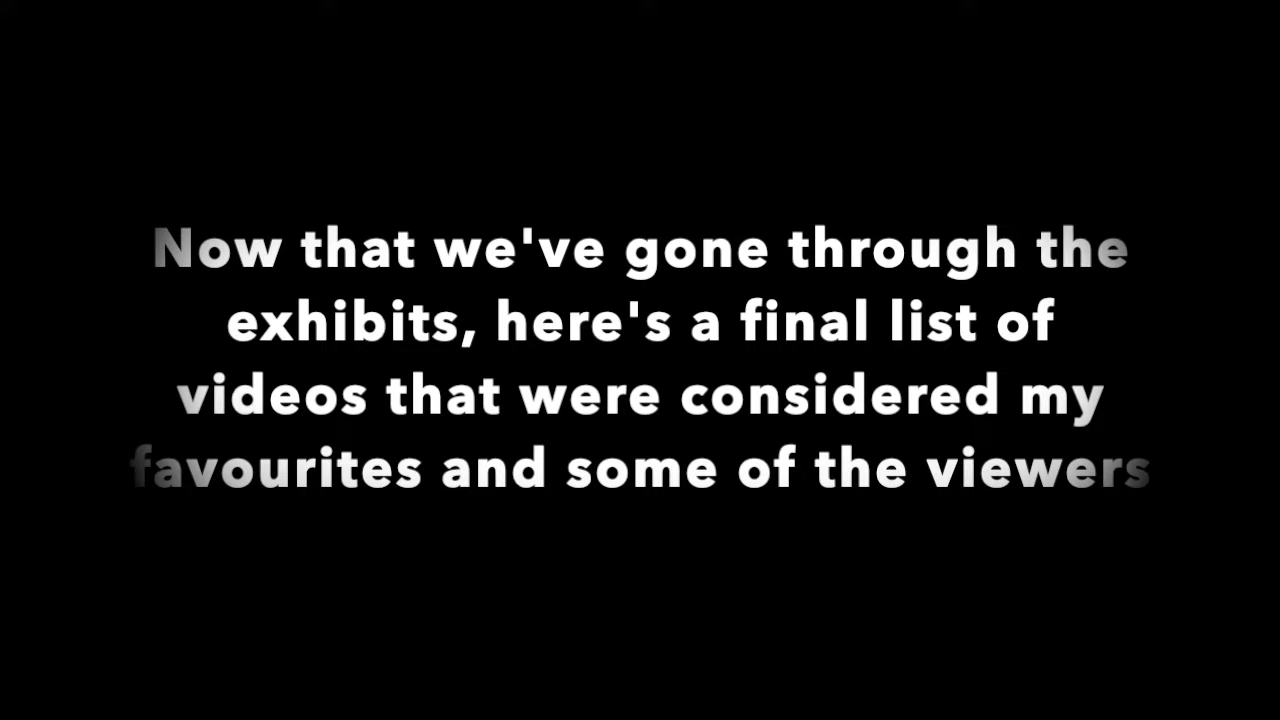 Now that we've gone through the
exhibits, here's a final list of
videos that were considered my
favourites and some of the viewers